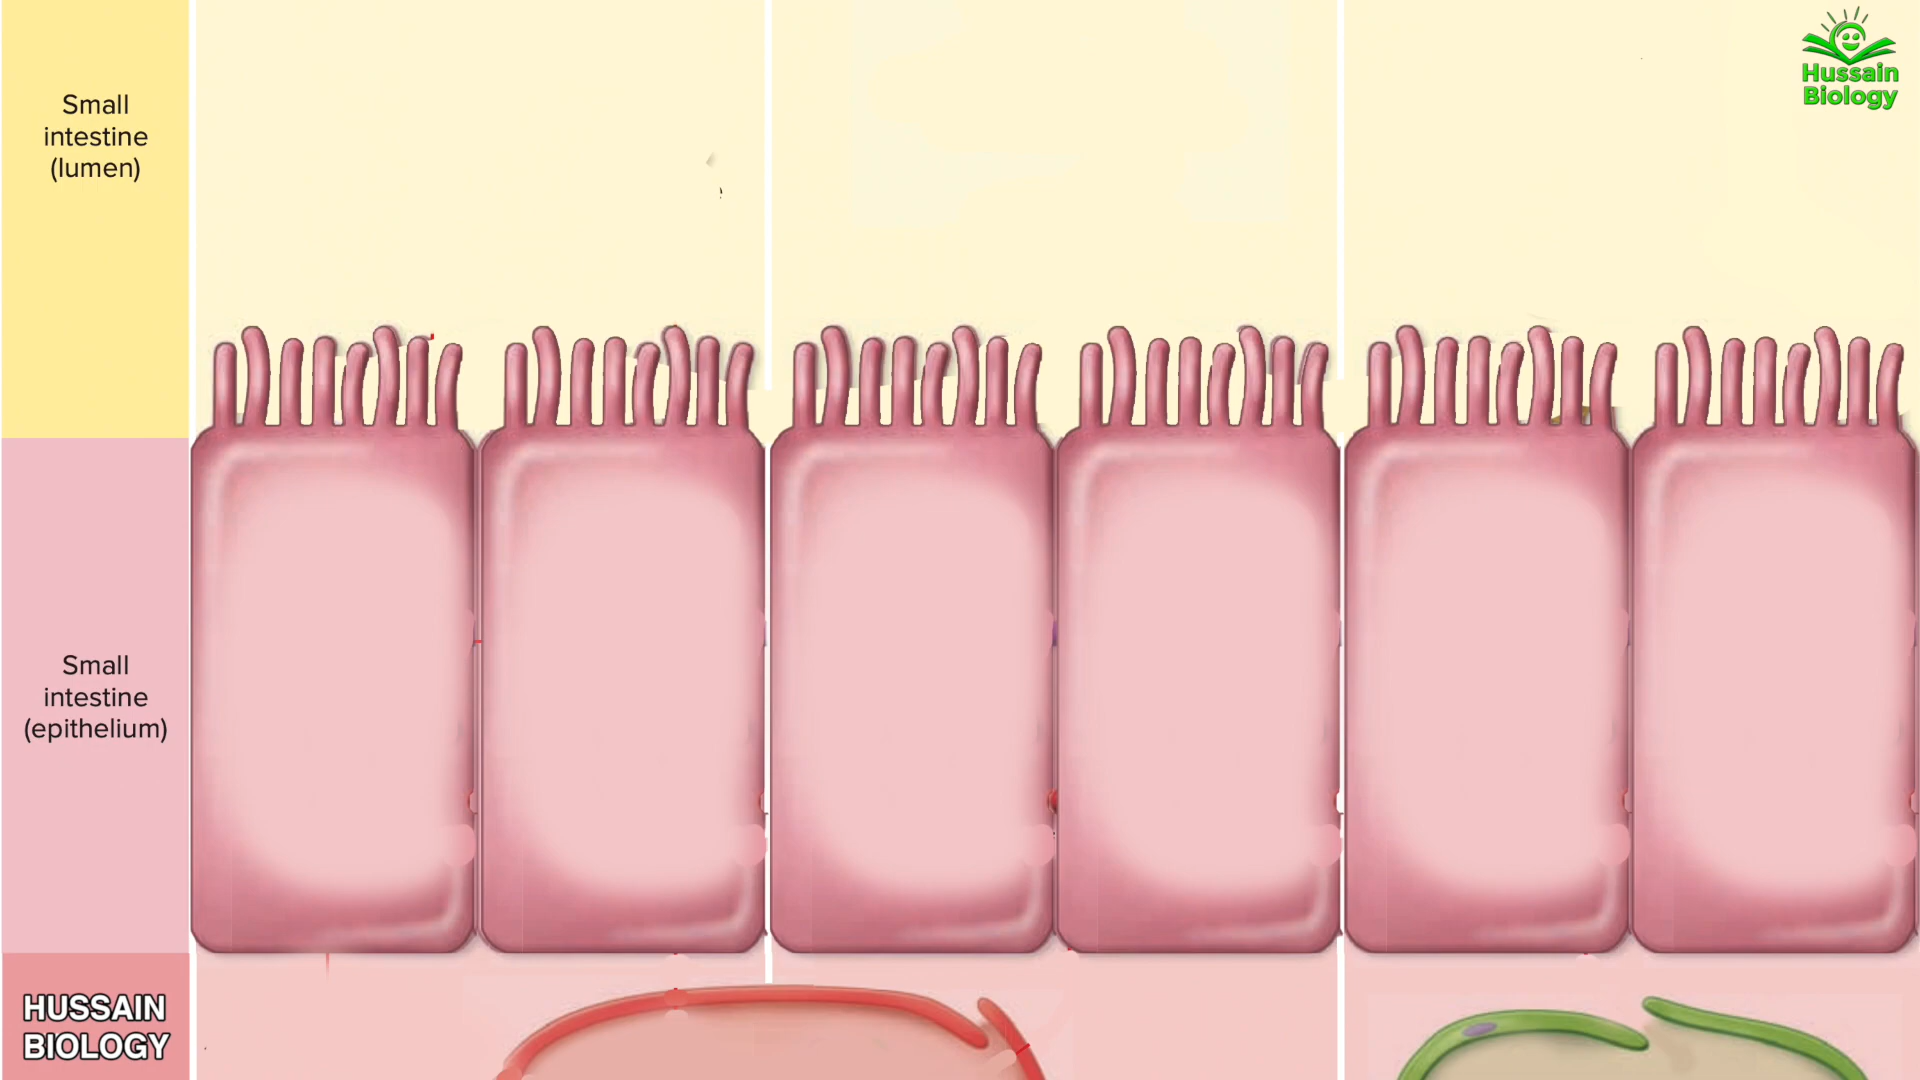 Small
intestine
(lumen)
Hussain
Biology
Small
intestine
(epithelium)
HUSSAIN
BIOLOGY